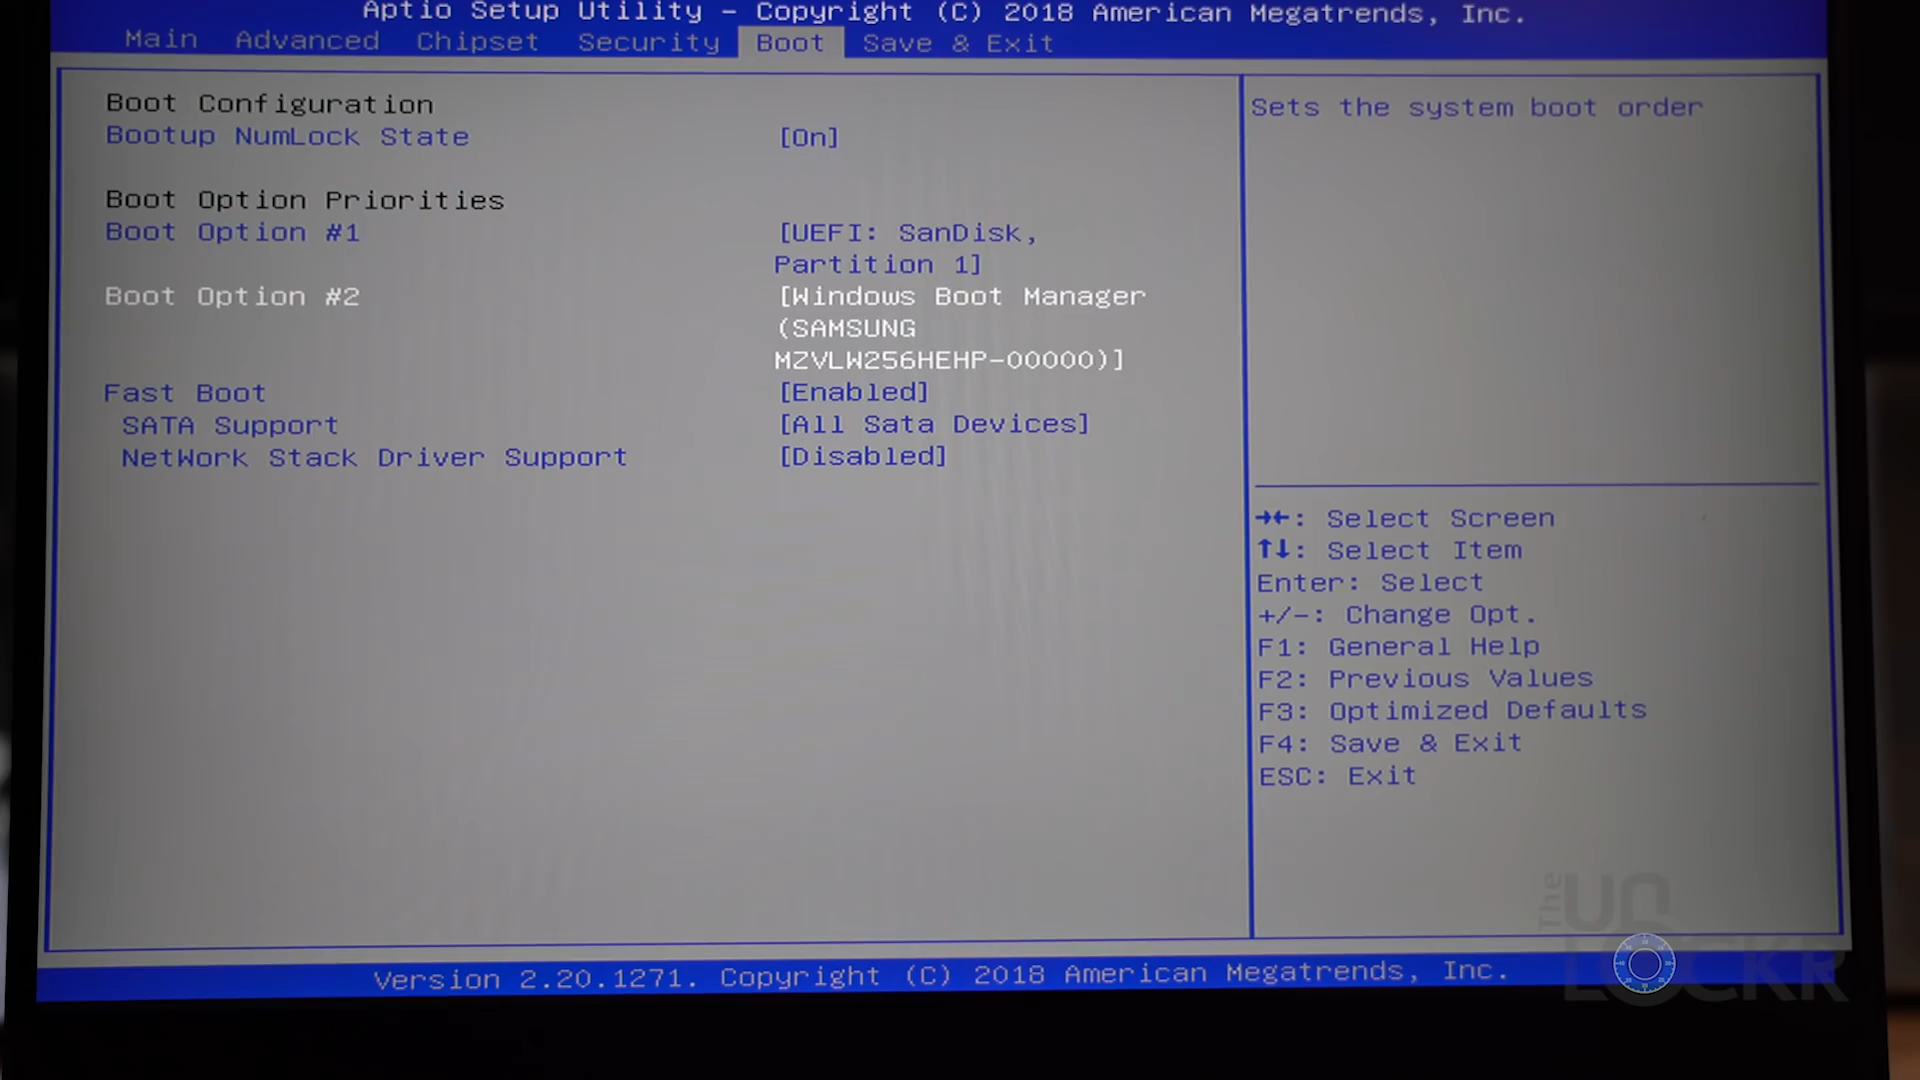 Aptio Setup Utility – Copyright (C) 2018 American Megatrends, Inc.
Main Advanced Chipset Security Boot Save & Exit
Boot Configuration
Bootup NumLock State [On]
Boot Option Priorities
Boot Option #1 [UEFI: SanDisk,
Partition 1]
Boot Option #2 [Windows Boot Manager
(SAMSUNG
MZVLW256HEHP-00000)]
Fast Boot [Enabled]
SATA Support [All Sata Devices]
NetWork Stack Driver Support [Disabled]
Sets the system boot order
→←: Select Screen
↑↓: Select Item
Enter: Select
+/-: Change Opt.
F1: General Help
F2: Previous Values
F3: Optimized Defaults
F4: Save & Exit
ESC: Exit
Version 2.20.1271. Copyright (C) 2018 American Megatrends, Inc.
The
UN
LOCKR